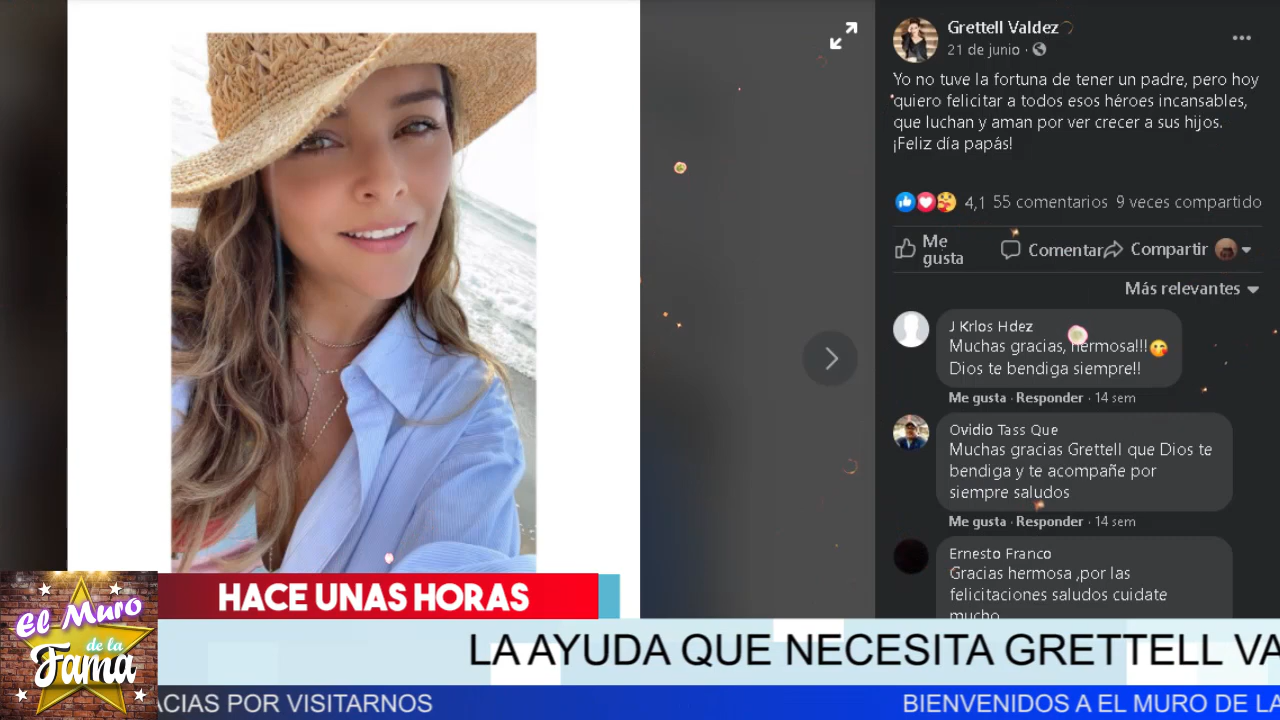 Grettell Valdez
21 de junio ·
Yo no tuve la fortuna de tener un padre, pero hoy
quiero felicitar a todos esos héroes incansables,
que luchan y aman por ver crecer a sus hijos.
¡Feliz día papás!
4,1 55 comentarios 9 veces compartido
Me gusta
Comentar
Compartir
Más relevantes
J Krlos Hdez
Muchas gracias, hermosa!!!😘
Dios te bendiga siempre!!
Me gusta · Responder · 14 sem
Ovidio Tass Que
Muchas gracias Grettell que Dios te
bendiga y te acompañe por
siempre saludos
Me gusta · Responder · 14 sem
Ernesto Franco
Gracias hermosa ,por las
felicitaciones saludos cuidate
mucho
HACE UNAS HORAS
El Muro
de la
Fama
LA AYUDA QUE NECESITA GRETTELL VA
ACIAS POR VISITARNOS
BIENVENIDOS A EL MURO DE LA